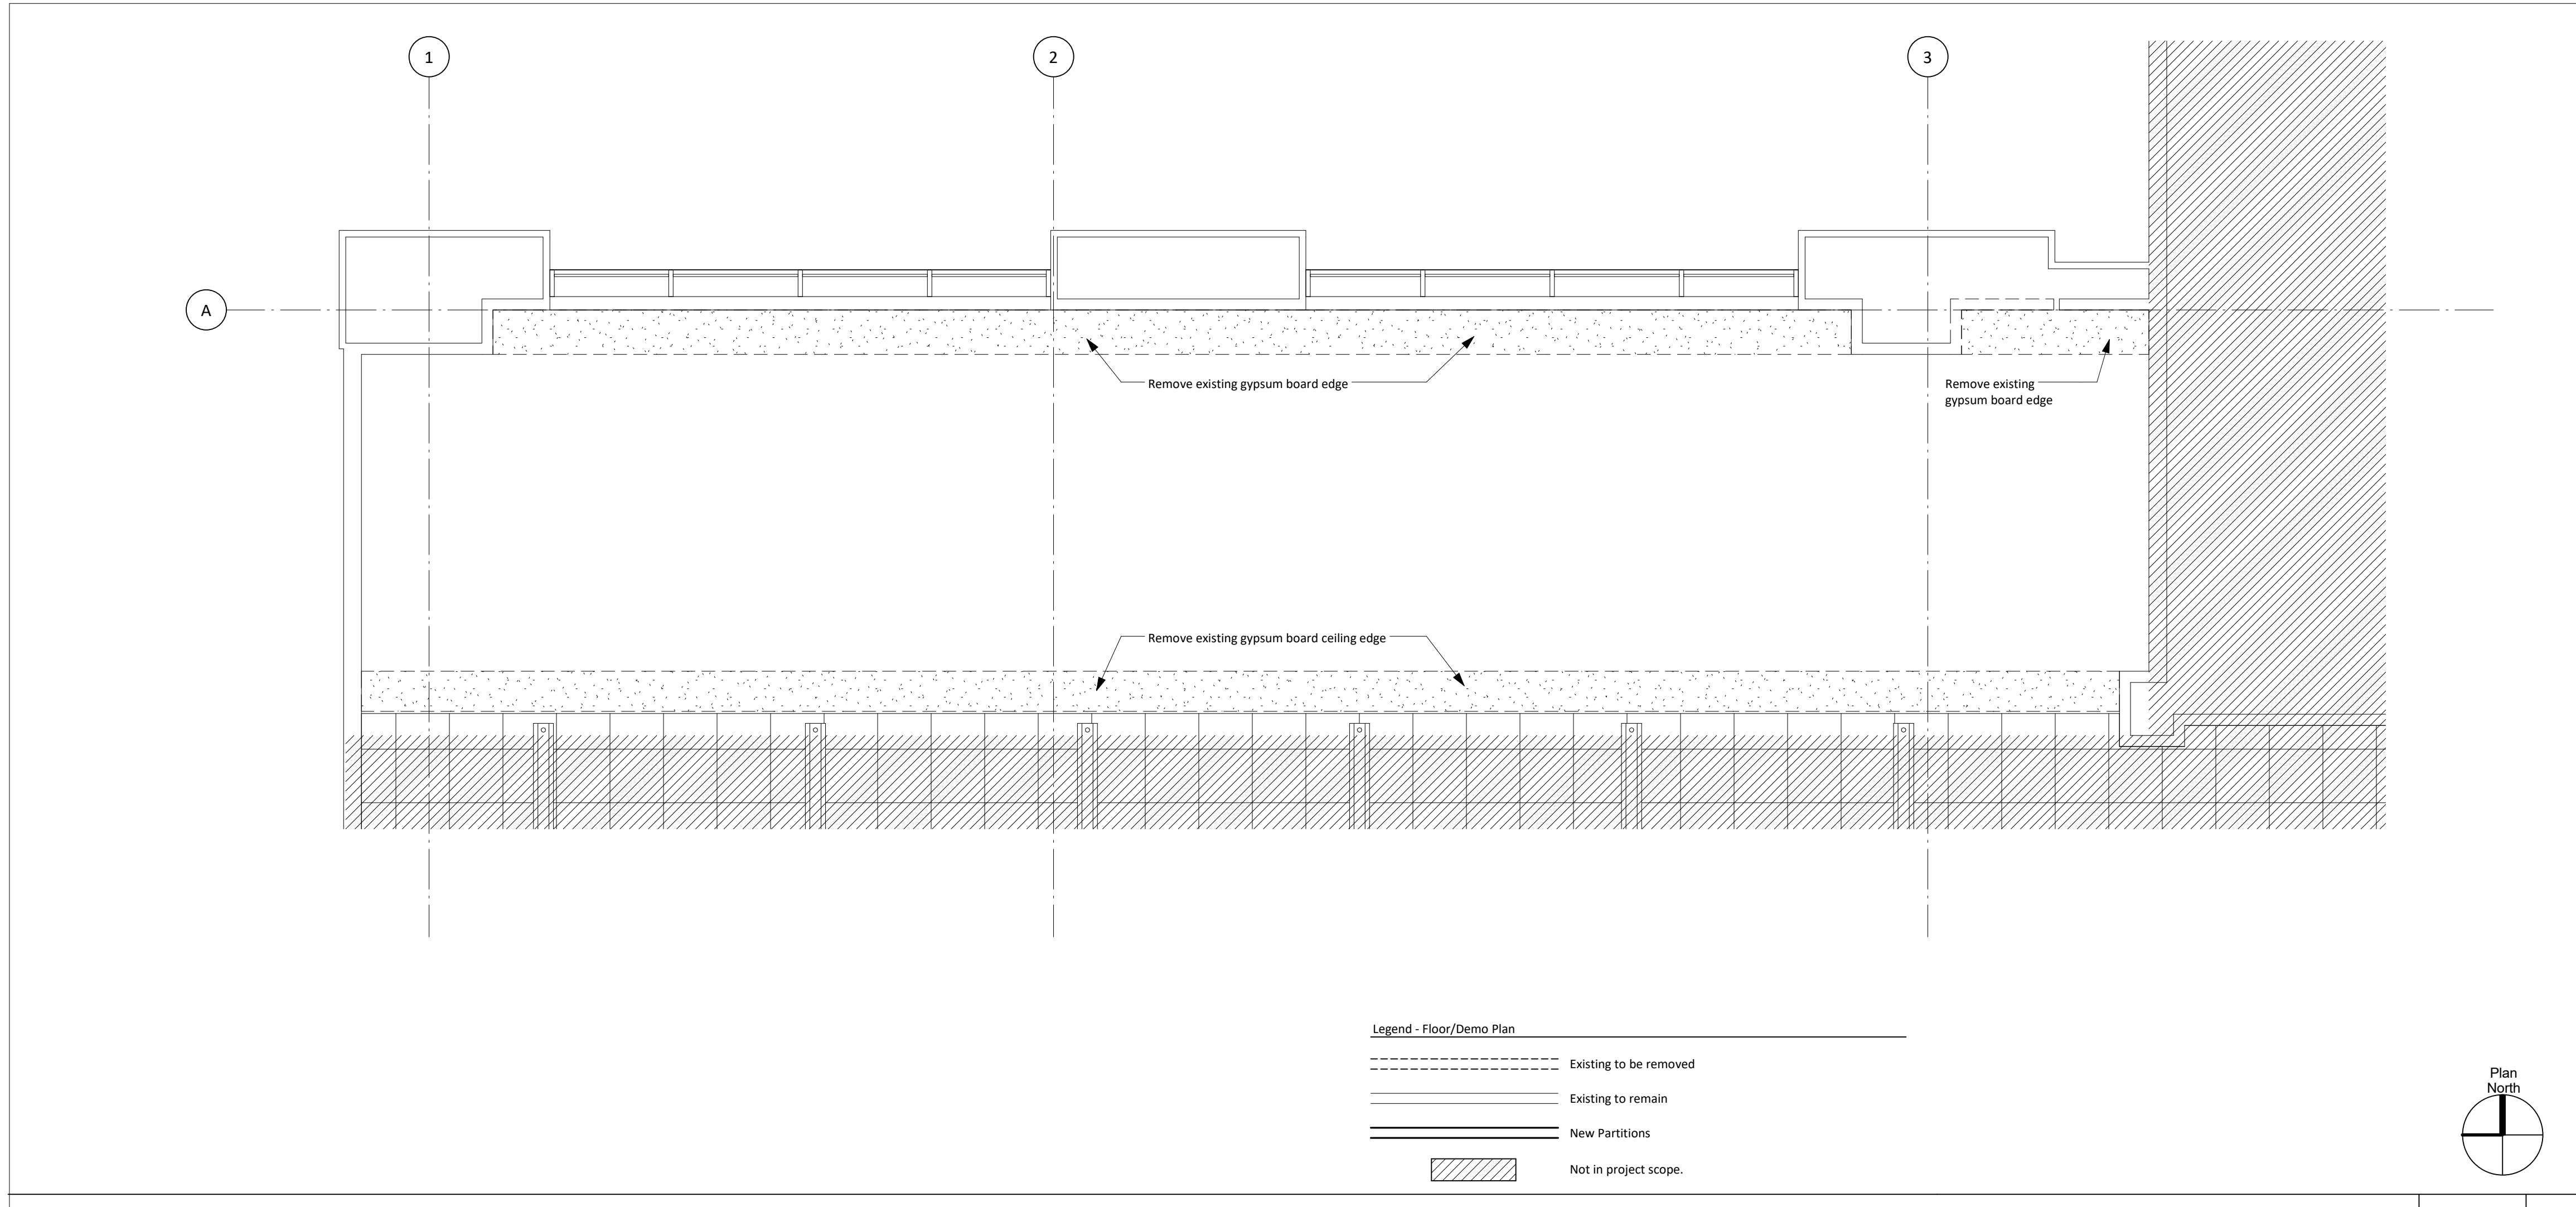 1
2
3
A
Remove existing gypsum board edge
Remove existing
gypsum board edge
Remove existing gypsum board ceiling edge
Legend - Floor/Demo Plan
Existing to be removed
Existing to remain
New Partitions
Not in project scope.
Plan
North